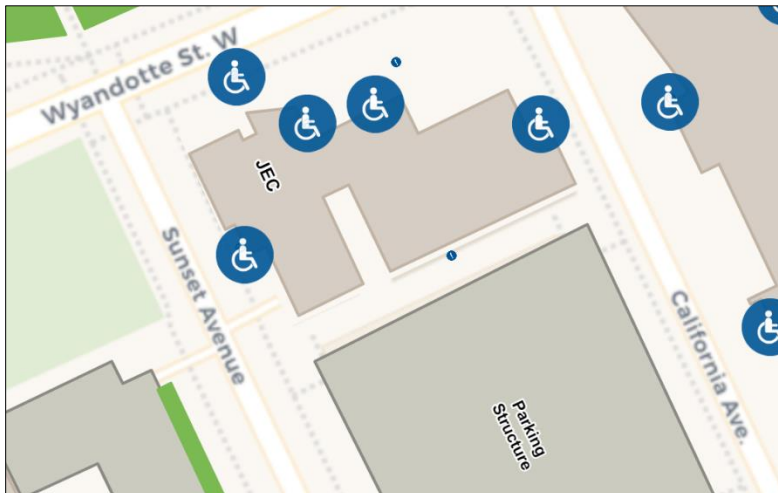 Wyandotte St. W
JEC
Sunset Avenue
California Ave.
Parking
Structure